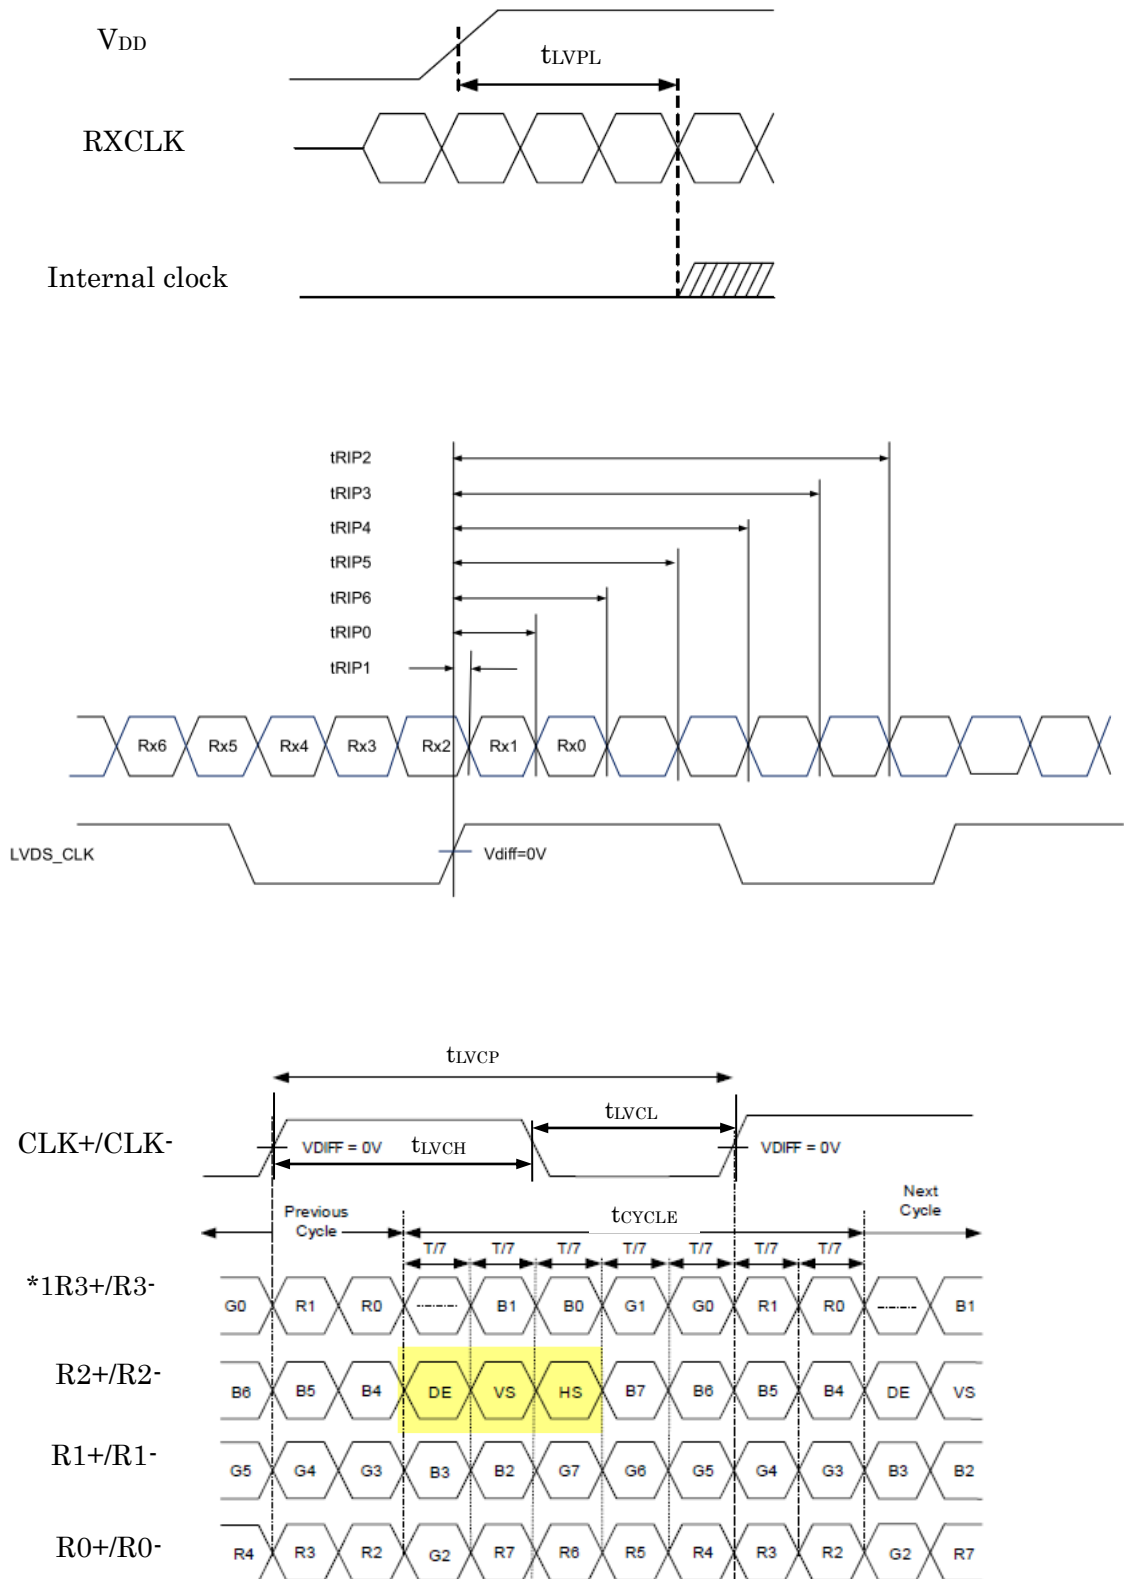 VDD
tLVPL
RXCLK
Internal clock
tRIP2
tRIP3
tRIP4
tRIP5
tRIP6
tRIP0
tRIP1
Rx6 Rx5 Rx4 Rx3 Rx2 Rx1 Rx0
LVDS_CLK Vdiff=0V
tLVCP
tLVCL
CLK+/CLK- VDIFF = 0V tLVCH VDIFF = 0V
Previous Cycle tCYCLE Next Cycle
T/7 T/7 T/7 T/7 T/7 T/7 T/7
*1R3+/R3- G0 R1 R0 B1 B0 G1 G0 R1 R0 B1
R2+/R2- B6 B5 B4 DE VS HS B7 B6 B5 B4 DE VS
R1+/R1- G5 G4 G3 B3 B2 G7 G6 G5 G4 G3 B3 B2
R0+/R0- R4 R3 R2 G2 R7 R6 R5 R4 R3 R2 G2 R7